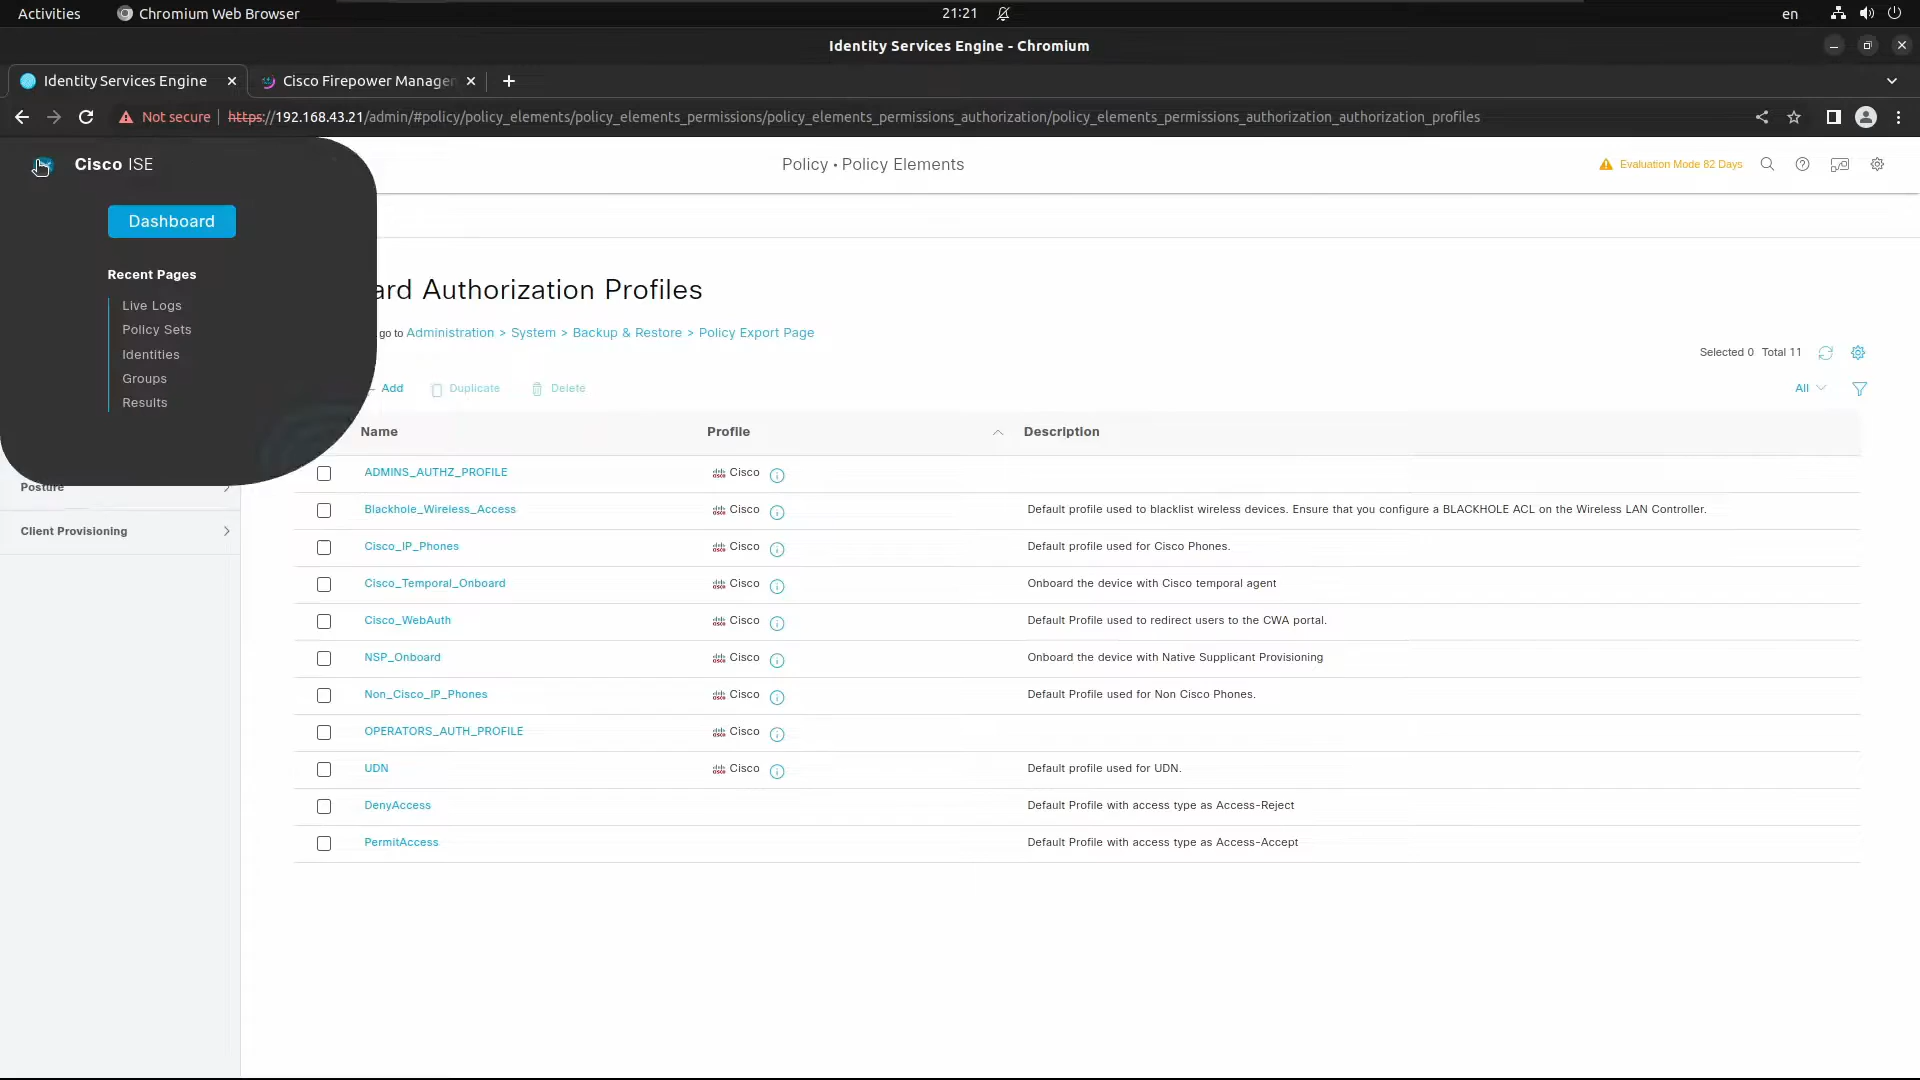 Activities
Chromium Web Browser
21:21
en
Identity Services Engine - Chromium
Identity Services Engine
Cisco Firepower Manager
Not secure
https://192.168.43.21/admin/#policy/policy_elements/policy_elements_permissions/policy_elements_permissions_authorization/policy_elements_permissions_authorization_authorization_profiles
Cisco ISE
Policy • Policy Elements
Evaluation Mode 82 Days
Dashboard
Recent Pages
Live Logs
Policy Sets
Identities
Groups
Results
Posture
Client Provisioning
ard Authorization Profiles
go to Administration > System > Backup & Restore > Policy Export Page
Selected 0 Total 11
Add
Duplicate
Delete
All
Name Profile Description
ADMINS_AUTHZ_PROFILE Cisco
Blackhole_Wireless_Access Cisco Default profile used to blacklist wireless devices. Ensure that you configure a BLACKHOLE ACL on the Wireless LAN Controller.
Cisco_IP_Phones Cisco Default profile used for Cisco Phones.
Cisco_Temporal_Onboard Cisco Onboard the device with Cisco temporal agent
Cisco_WebAuth Cisco Default Profile used to redirect users to the CWA portal.
NSP_Onboard Cisco Onboard the device with Native Supplicant Provisioning
Non_Cisco_IP_Phones Cisco Default Profile used for Non Cisco Phones.
OPERATORS_AUTH_PROFILE Cisco
UDN Cisco Default profile used for UDN.
DenyAccess Default Profile with access type as Access-Reject
PermitAccess Default Profile with access type as Access-Accept